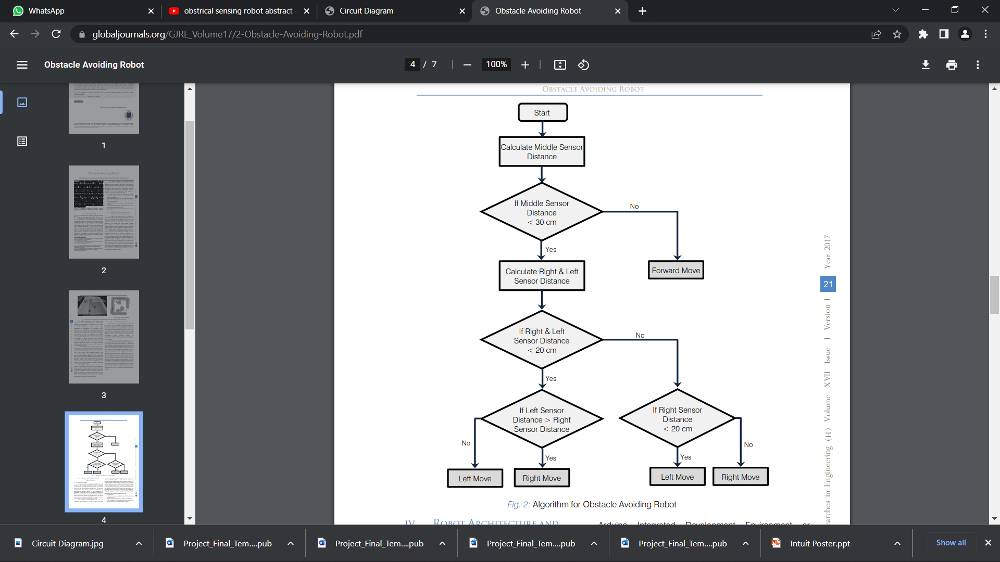 WhatsApp
obstrical sensing robot abstract -
Circuit Diagram
Obstacle Avoiding Robot
globaljournals.org/GJRE_Volume17/2-Obstacle-Avoiding-Robot.pdf
Obstacle Avoiding Robot
4 / 7
100%
1
2
3
4
OBSTACLE AVOIDING ROBOT
Start
Calculate Middle Sensor
Distance
If Middle Sensor
Distance
< 30 cm
No
Yes
Forward Move
Calculate Right & Left
Sensor Distance
If Right & Left
Sensor Distance
< 20 cm
No
Yes
If Left Sensor
Distance > Right
Sensor Distance
No
Yes
Left Move
Right Move
If Right Sensor
Distance
< 20 cm
Yes
No
Left Move
Right Move
Fig. 2: Algorithm for Obstacle Avoiding Robot
IV. ROBOT ARCHITECTURE AND
Arduino Integrated Development Environment or
Year 2017
21
earches in Engineering (H) Volume XVII Issue I Version I
Circuit Diagram.jpg
Project_Final_Tem....pub
Project_Final_Tem....pub
Project_Final_Tem....pub
Project_Final_Tem....pub
Intuit Poster.ppt
Show all